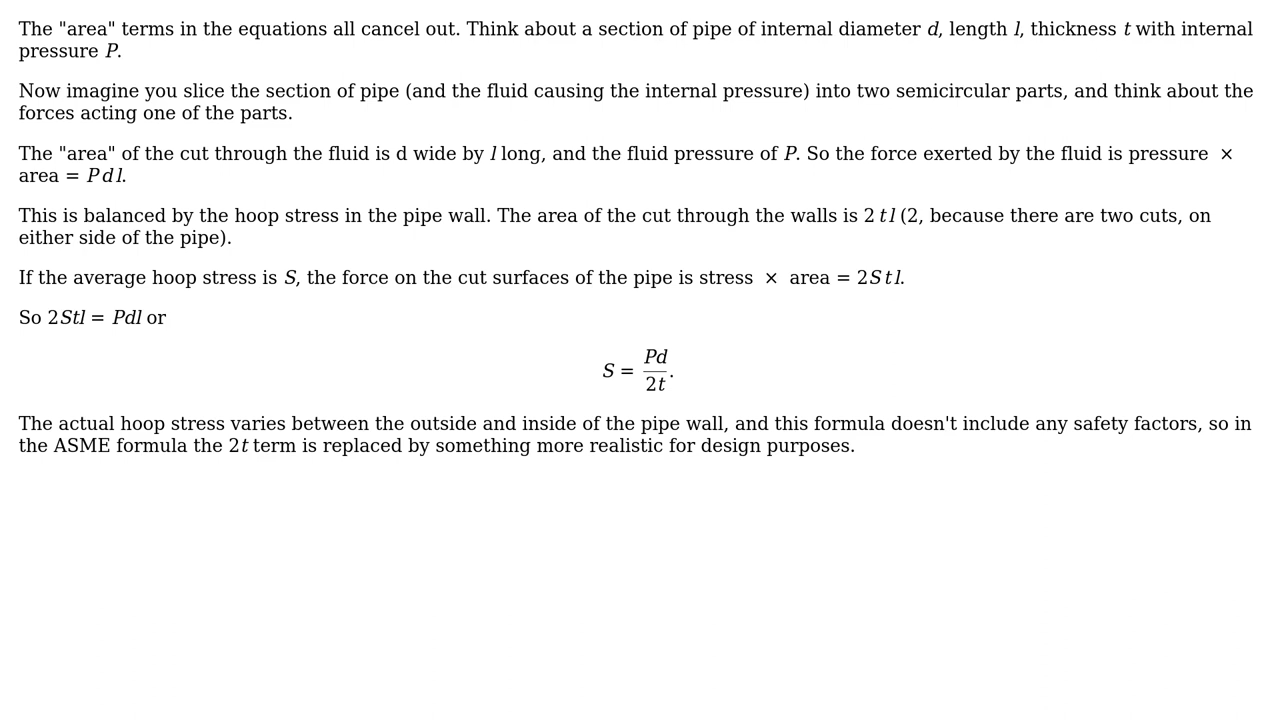 The "area" terms in the equations all cancel out. Think about a section of pipe of internal diameter d, length l, thickness t with internal
pressure P.
Now imagine you slice the section of pipe (and the fluid causing the internal pressure) into two semicircular parts, and think about the
forces acting one of the parts.
The "area" of the cut through the fluid is d wide by l long, and the fluid pressure of P. So the force exerted by the fluid is pressure ×
area = P d l.
This is balanced by the hoop stress in the pipe wall. The area of the cut through the walls is 2 t l (2, because there are two cuts, on
either side of the pipe).
If the average hoop stress is S, the force on the cut surfaces of the pipe is stress × area = 2 S t l.
So 2Stl = Pdl or
S = \frac{Pd}{2t}.
The actual hoop stress varies between the outside and inside of the pipe wall, and this formula doesn't include any safety factors, so in
the ASME formula the 2t term is replaced by something more realistic for design purposes.